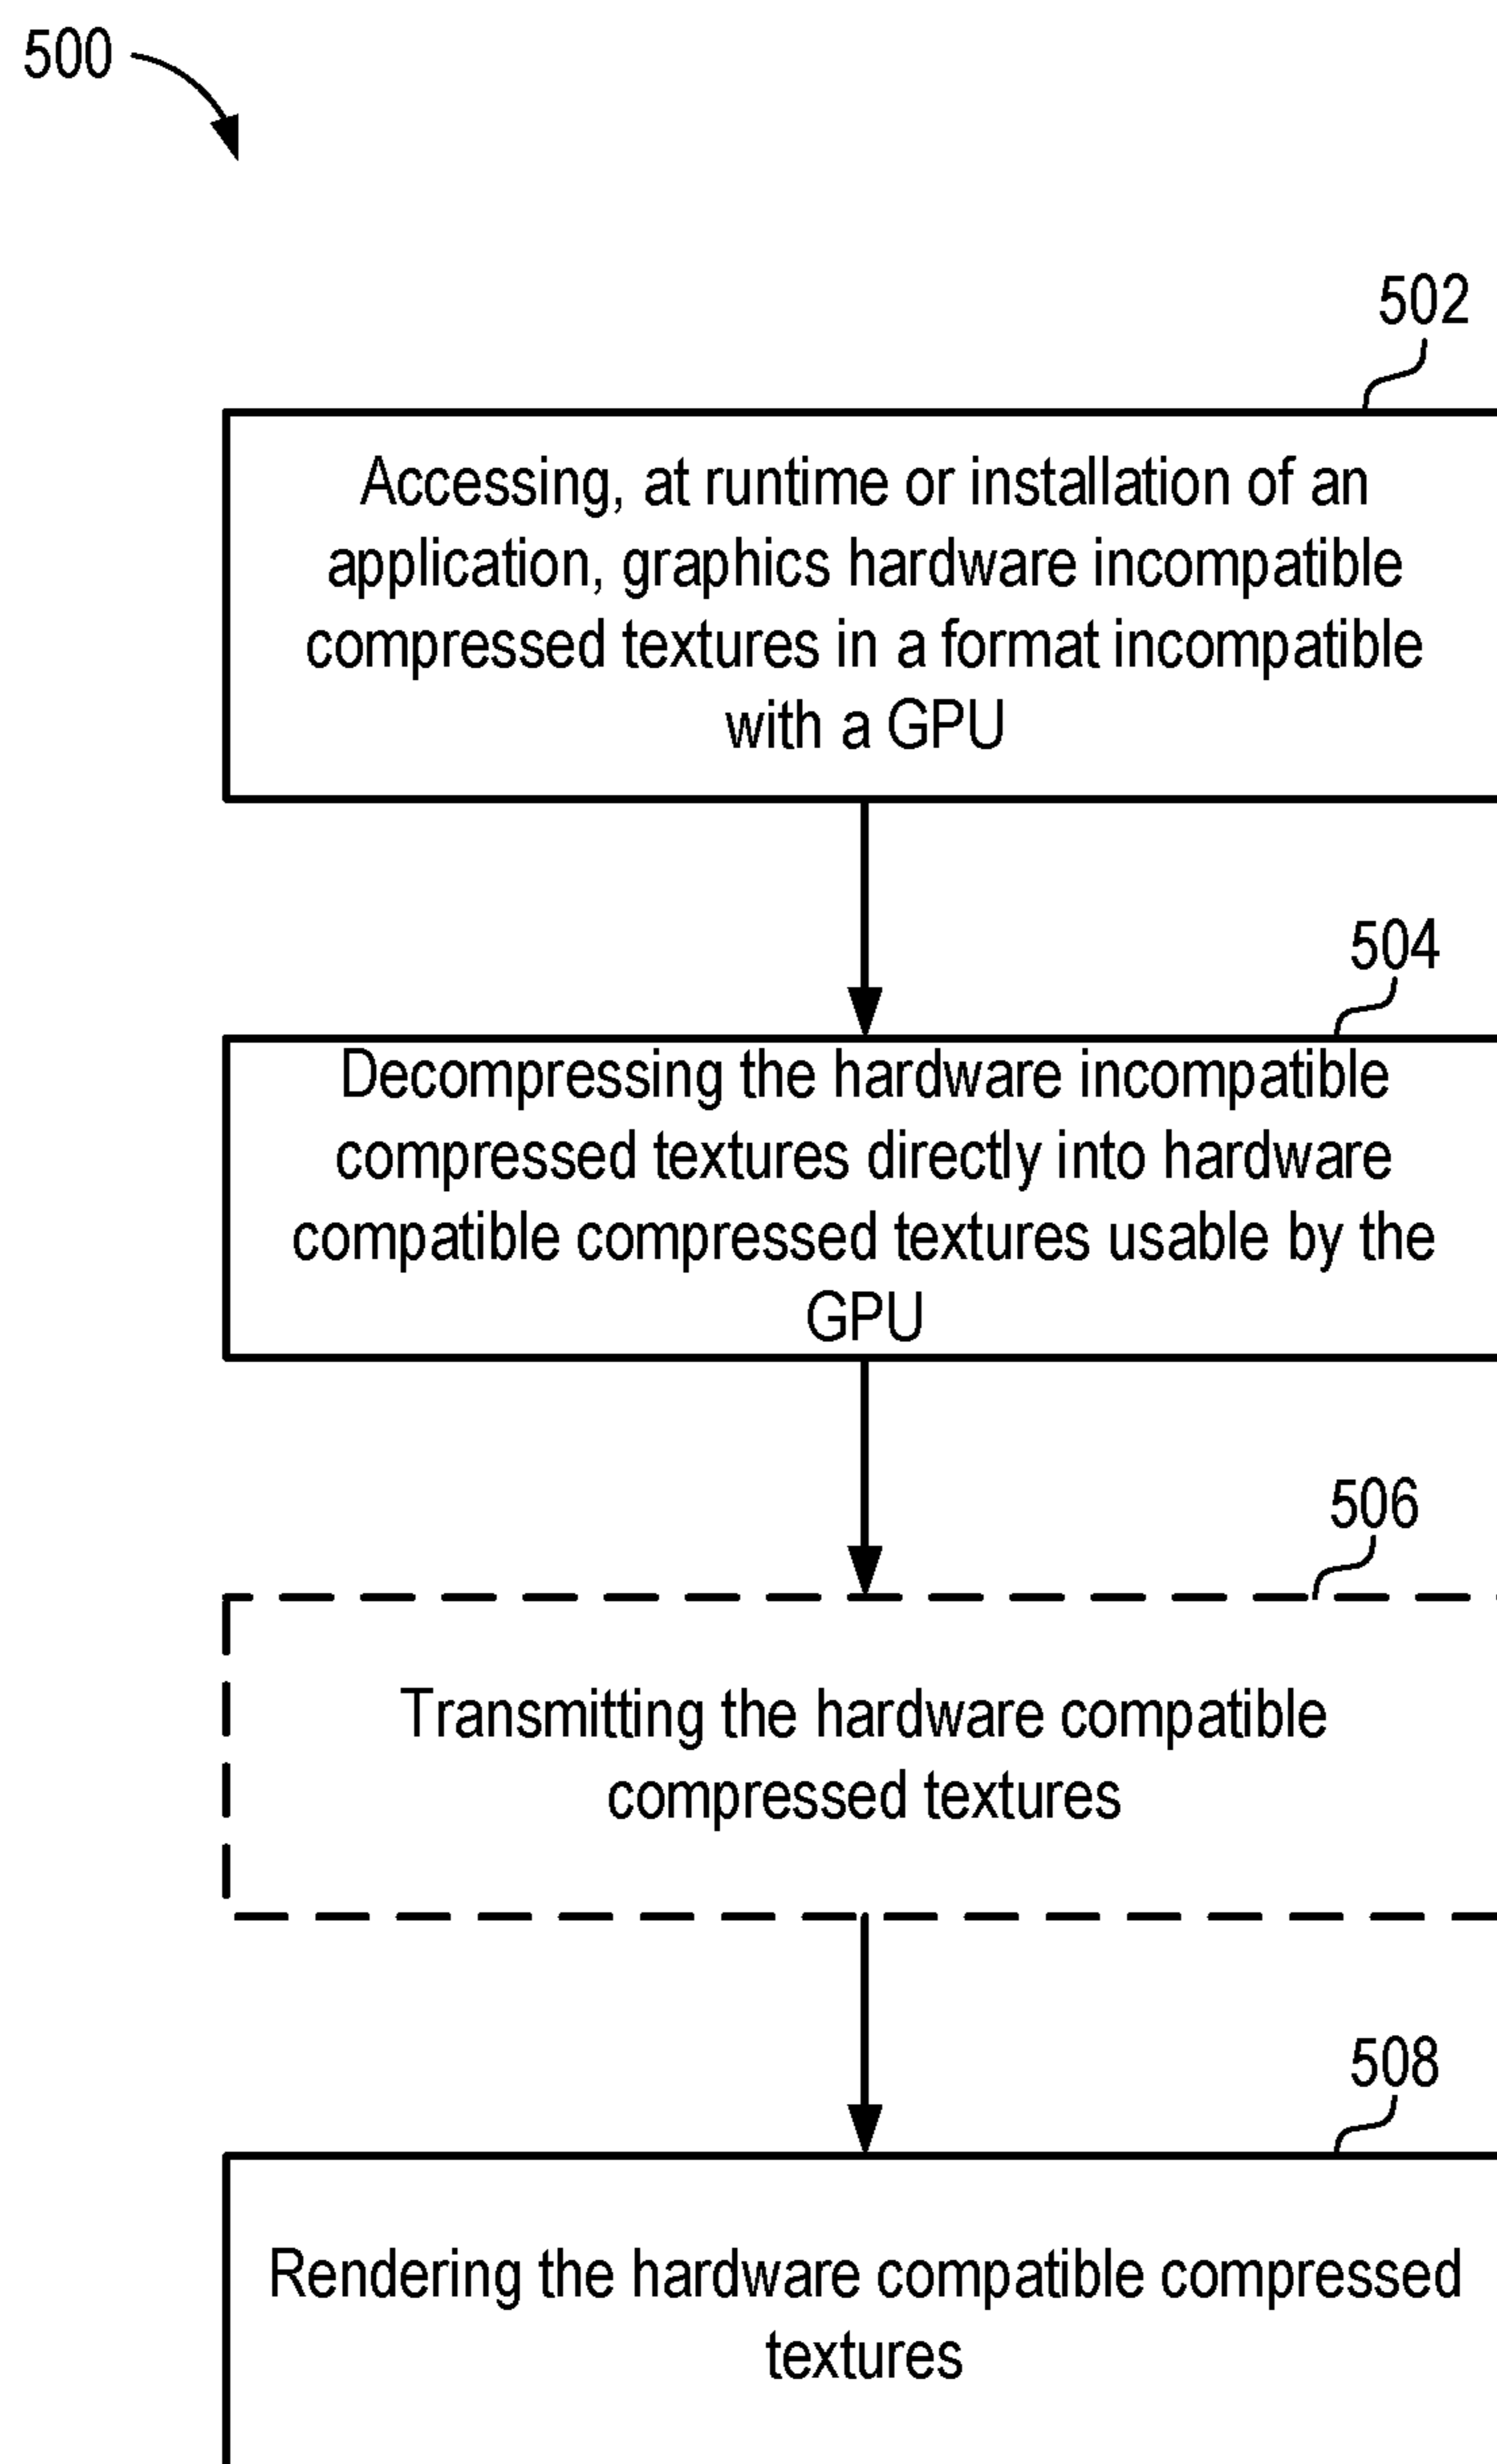 500
502
Accessing, at runtime or installation of an
application, graphics hardware incompatible
compressed textures in a format incompatible
with a GPU
504
Decompressing the hardware incompatible
compressed textures directly into hardware
compatible compressed textures usable by the
GPU
506
Transmitting the hardware compatible
compressed textures
508
Rendering the hardware compatible compressed
textures